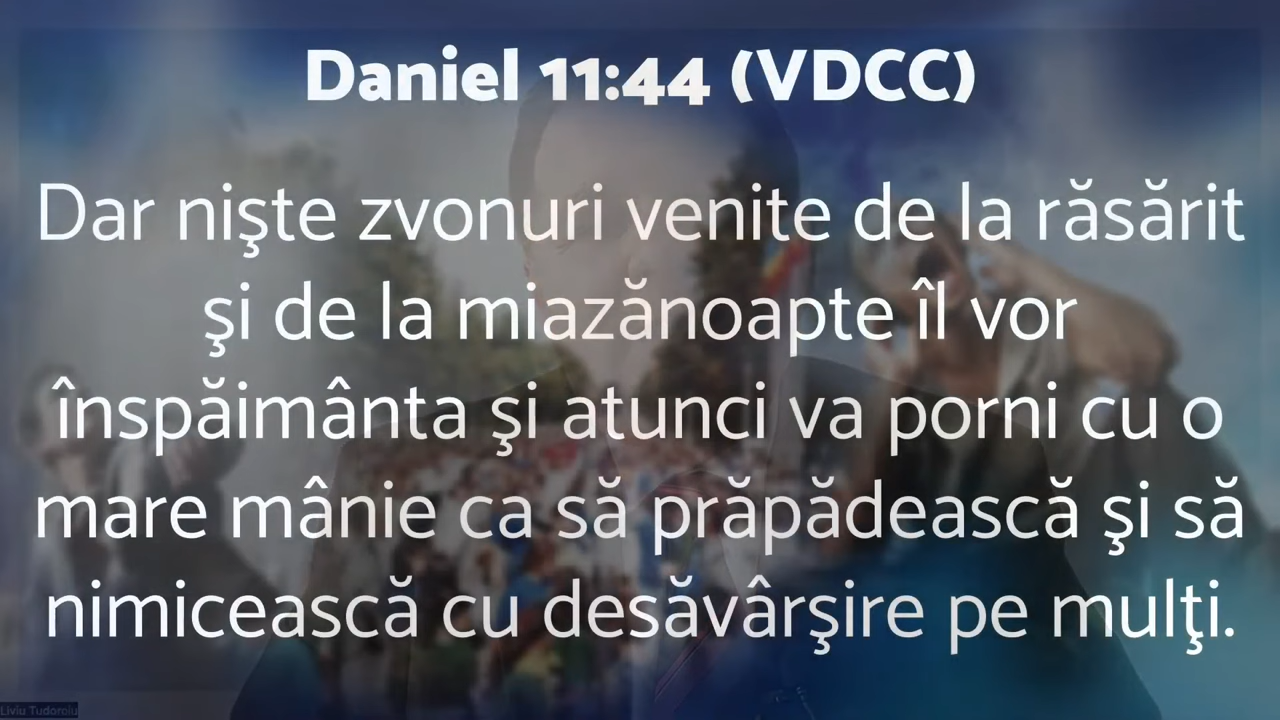 Daniel 11:44 (VDCC)
Dar nişte zvonuri venite de la răsărit
şi de la miazănoapte îl vor
înspăimânta şi atunci va porni cu o
mare mânie ca să prăpădească şi să
nimicească cu desăvârşire pe mulţi.
Liviu Tudoroiu